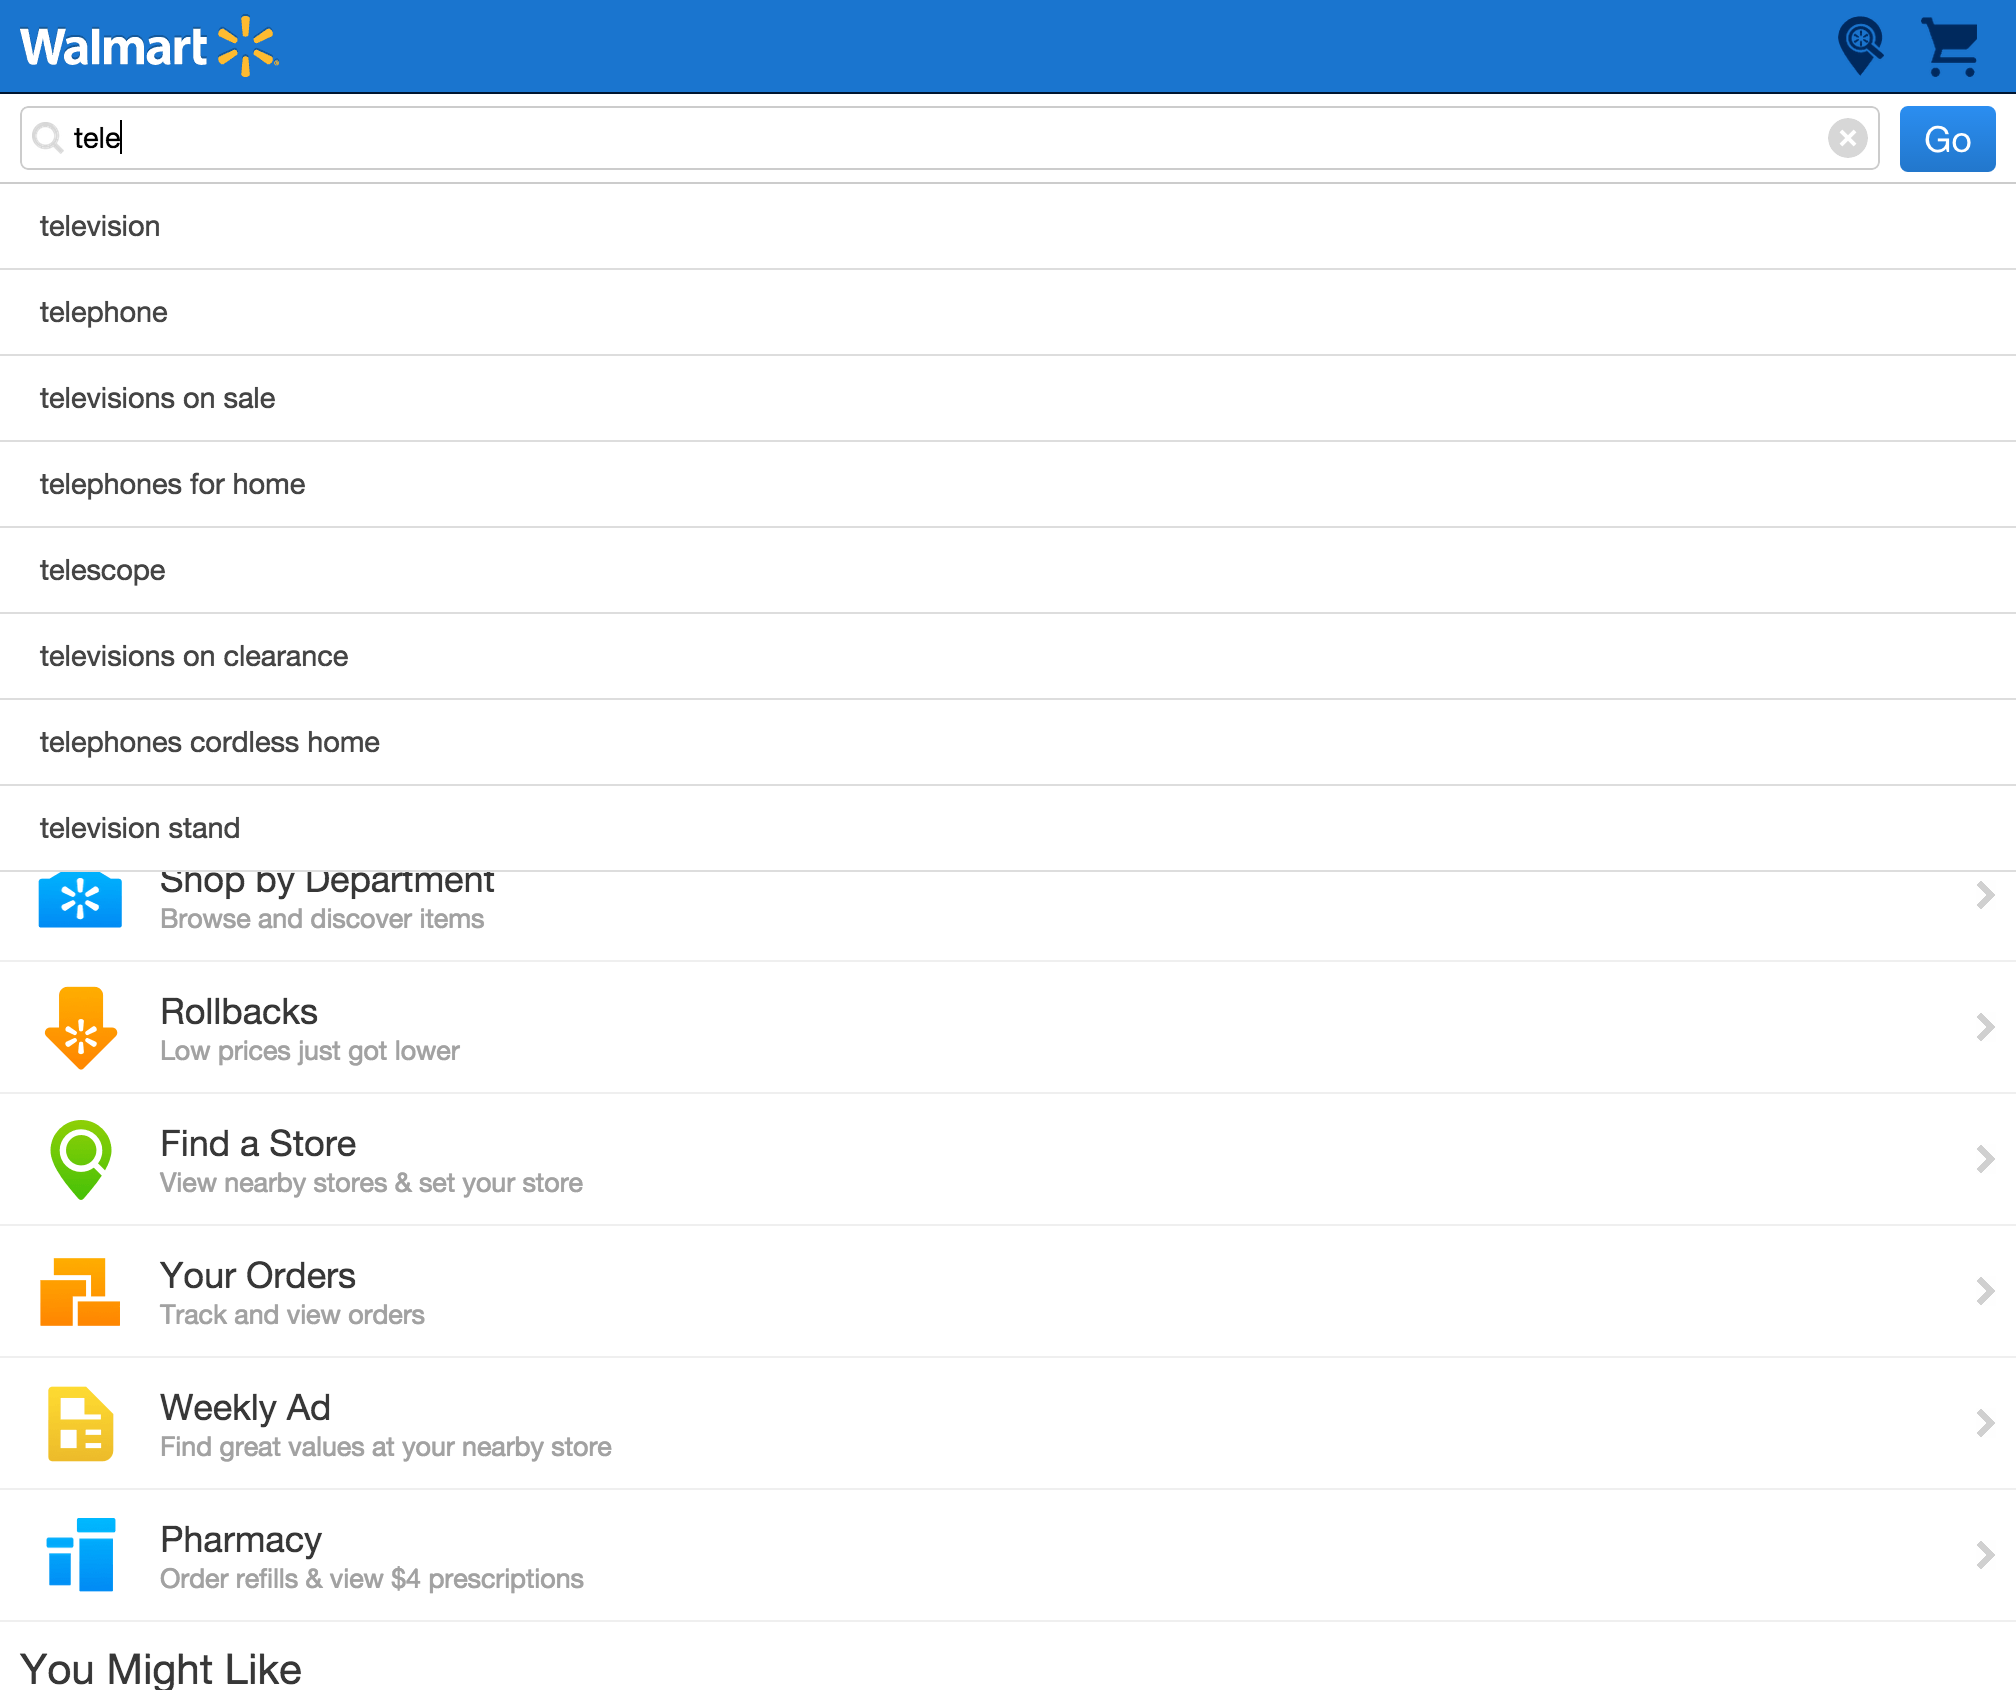 Walmart
tele
Go
television
telephone
televisions on sale
telephones for home
telescope
televisions on clearance
telephones cordless home
television stand
Shop by Department
Browse and discover items
Rollbacks
Low prices just got lower
Find a Store
View nearby stores & set your store
Your Orders
Track and view orders
Weekly Ad
Find great values at your nearby store
Pharmacy
Order refills & view $4 prescriptions
You Might Like